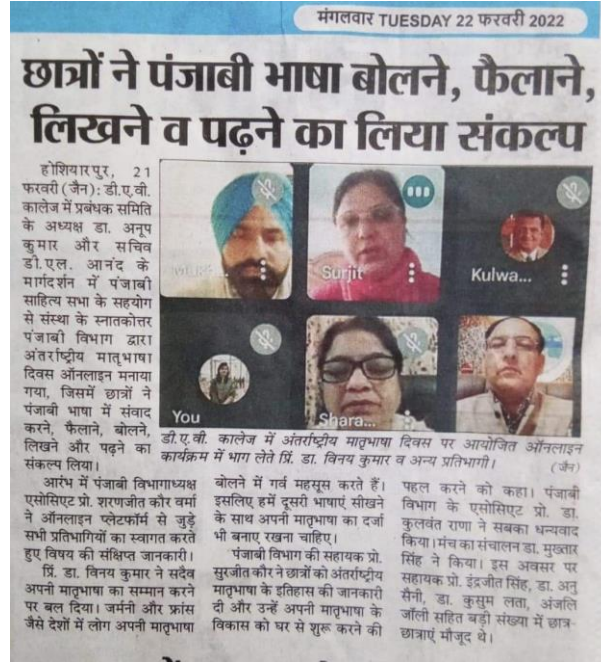 मंगलवार TUESDAY 22 फरवरी 2022
छात्रों ने पंजाबी भाषा बोलने, फैलाने,
लिखने व पढ़ने का लिया संकल्प
होशियारपुर, 21
फरवरी (जैन): डी.ए.वी.
कालेज में प्रबंधक समिति
के अध्यक्ष डा. अनूप
कुमार और सचिव
डी.एल. आनंद के
मार्गदर्शन में पंजाबी
साहित्य सभा के सहयोग
से संस्था के स्नातकोत्तर
पंजाबी विभाग द्वारा
अंतर्राष्ट्रीय मातृभाषा
दिवस ऑनलाइन मनाया
गया, जिसमें छात्रों ने
पंजाबी भाषा में संवाद
करने, फैलाने, बोलने,
लिखने और पढ़ने का
संकल्प लिया।
Surjit
Kulwa...
You
Shara...
डी.ए.वी. कालेज में अंतर्राष्ट्रीय मातृभाषा दिवस पर आयोजित ऑनलाइन
कार्यक्रम में भाग लेते प्रिं. डा. विनय कुमार व अन्य प्रतिभागी।
(जैन)
आरंभ में पंजाबी विभागाध्यक्ष
एसोसिएट प्रो. शरणजीत कौर वर्मा
ने ऑनलाइन प्लेटफॉर्म से जुड़े
सभी प्रतिभागियों का स्वागत करते
हुए विषय की संक्षिप्त जानकारी।
प्रिं. डा. विनय कुमार ने सदैव
अपनी मातृभाषा का सम्मान करने
पर बल दिया। जर्मनी और फ्रांस
जैसे देशों में लोग अपनी मातृभाषा
बोलने में गर्व महसूस करते हैं।
इसलिए हमें दूसरी भाषाएं सीखने
के साथ अपनी मातृभाषा का दर्जा
भी बनाए रखना चाहिए।
पंजाबी विभाग की सहायक प्रो.
सुरजीत कौर ने छात्रों को अंतर्राष्ट्रीय
मातृभाषा के इतिहास की जानकारी
दी और उन्हें अपनी मातृभाषा के
विकास को घर से शुरू करने की
पहल करने को कहा। पंजाबी
विभाग के एसोसिएट प्रो. डा.
कुलवंत राणा ने सबका धन्यवाद
किया। मंच का संचालन डा. मुख्तार
सिंह ने किया। इस अवसर पर
सहायक प्रो. इंद्रजीत सिंह, डा. अनु
सैनी, डा. कुसुम लता, अंजलि
जॉली सहित बड़ी संख्या में छात्र-
छात्राएं मौजूद थे।